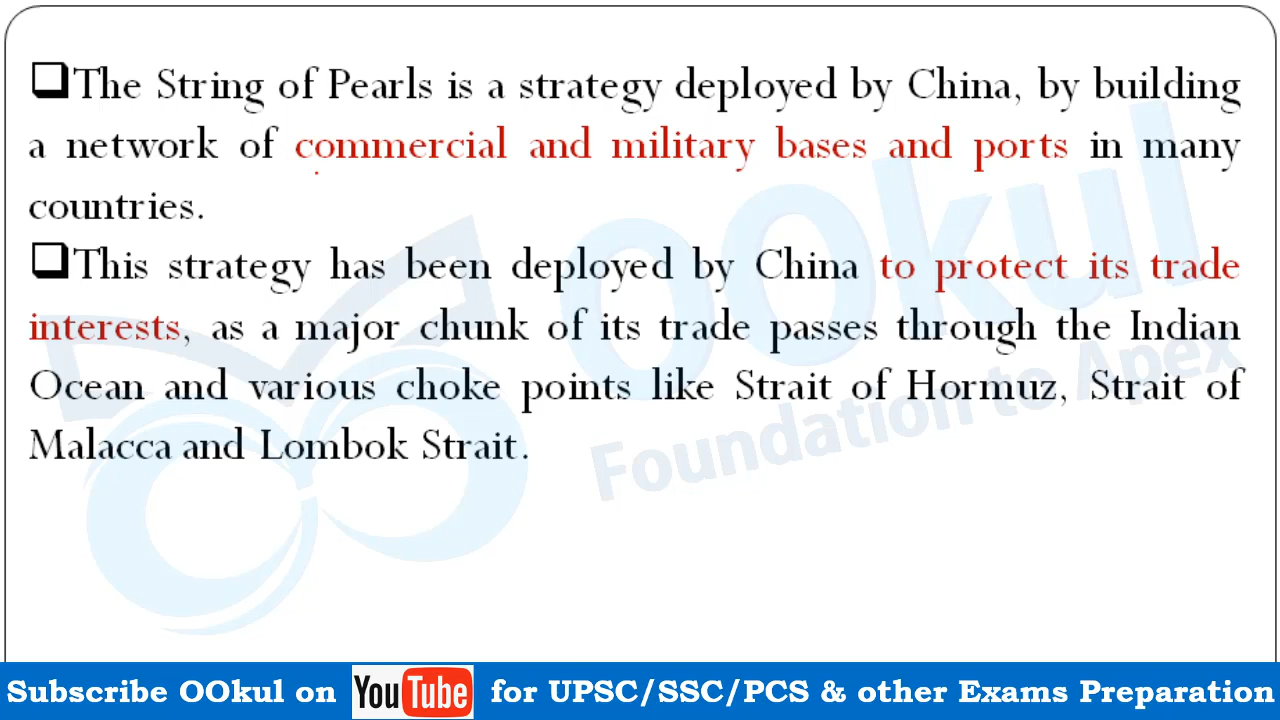 ❑The String of Pearls is a strategy deployed by China, by building
a network of commercial and military bases and ports in many
countries.
❑This strategy has been deployed by China to protect its trade
interests, as a major chunk of its trade passes through the Indian
Ocean and various choke points like Strait of Hormuz, Strait of
Malacca and Lombok Strait.
OOkul
Foundation to Apex
Subscribe OOkul on YouTube for UPSC/SSC/PCS & other Exams Preparation